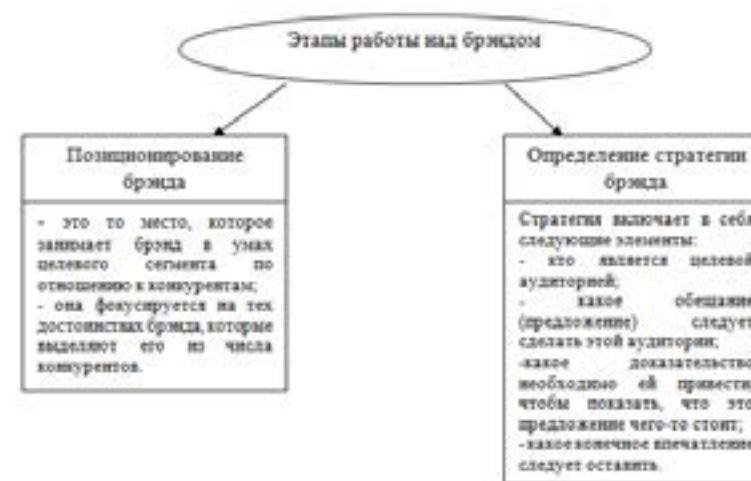 Этапы работы над брэндом
Позиционирование
брэнда
- это то место, которое
занимает брэнд в умах
целевого сегмента по
отношению к конкурентам;
- она фокусируется на тех
достоинствах брэнда, которые
выделяют его из числа
конкурентов.
Определение стратегии
брэнда
Стратегия включает в себя
следующие элементы:
- кто является целевой
аудиторией;
- какое обещание
(предложение) следует
сделать этой аудитории;
-какое доказательство
необходимо ей привести
чтобы показать, что это
предложение чего-то стоит;
- какое конечное впечатление
следует оставить.